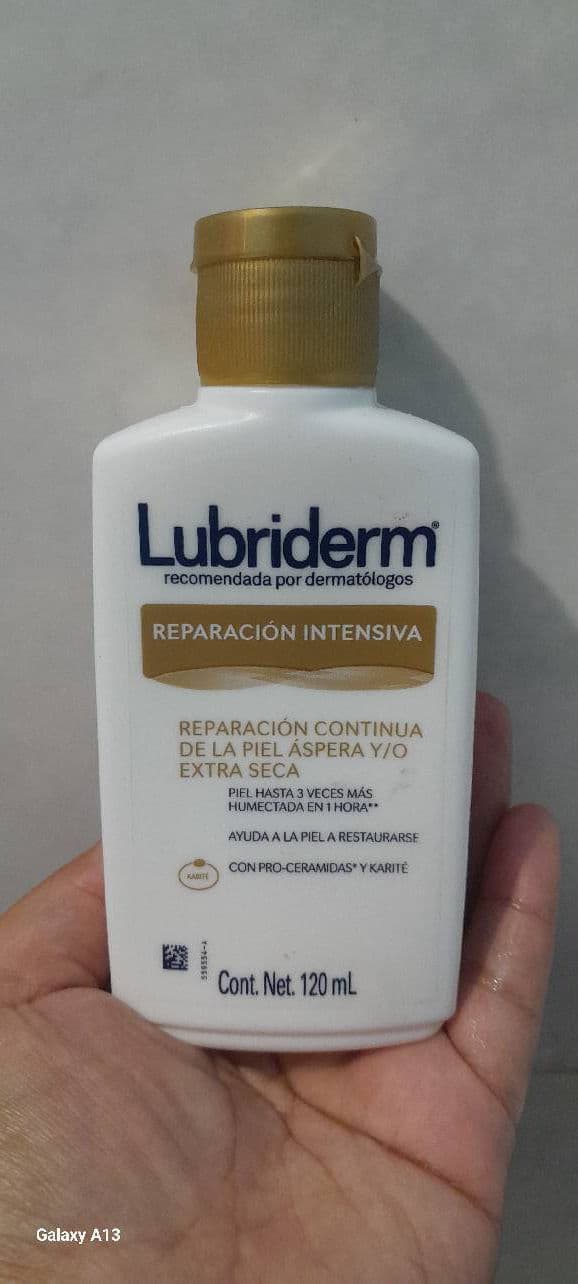 Lubriderm®
recomendada por dermatólogos
REPARACIÓN INTENSIVA
REPARACIÓN CONTINUA
DE LA PIEL ÁSPERA Y/O
EXTRA SECA
PIEL HASTA 3 VECES MÁS
HUMECTADA EN 1 HORA**
AYUDA A LA PIEL A RESTAURARSE
KARITÉ
CON PRO-CERAMIDAS* Y KARITÉ
559554-A
Cont. Net. 120 mL
Galaxy A13